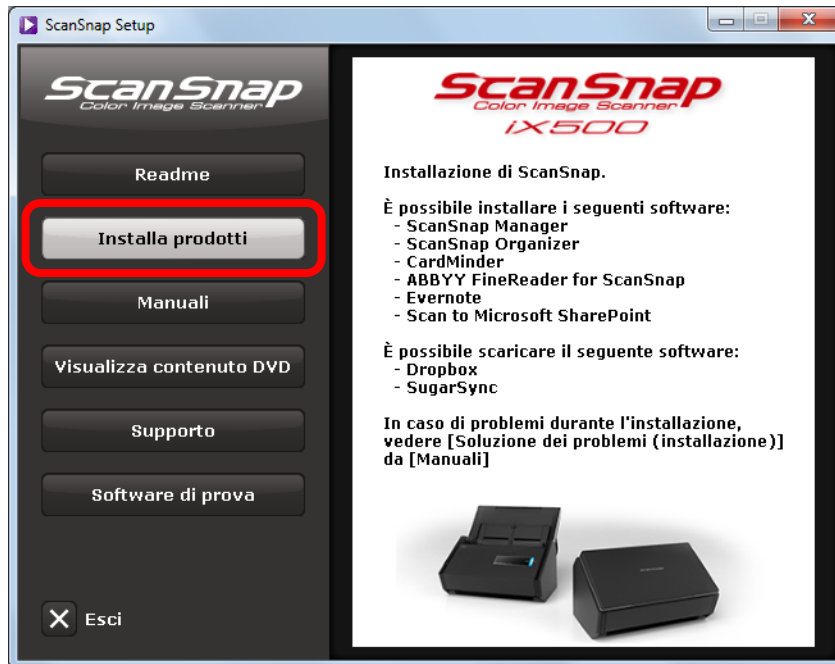 ScanSnap Setup
ScanSnap
Color Image Scanner
Readme
Installa prodotti
Manuali
Visualizza contenuto DVD
Supporto
Software di prova
Esci
ScanSnap
Color Image Scanner
iX500
Installazione di ScanSnap.
È possibile installare i seguenti software:
- ScanSnap Manager
- ScanSnap Organizer
- CardMinder
- ABBYY FineReader for ScanSnap
- Evernote
- Scan to Microsoft SharePoint
È possibile scaricare il seguente software:
- Dropbox
- SugarSync
In caso di problemi durante l'installazione,
vedere [Soluzione dei problemi (installazione)]
da [Manuali]